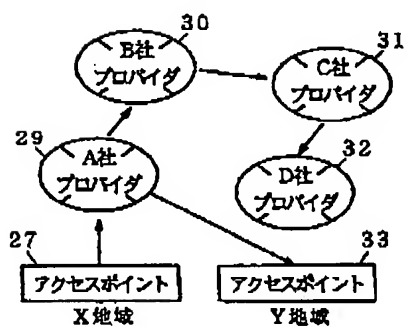 30
B社
プロバイダ
31
C社
プロバイダ
29
A社
プロバイダ
32
D社
プロバイダ
27
アクセスポイント
X地域
33
アクセスポイント
Y地域